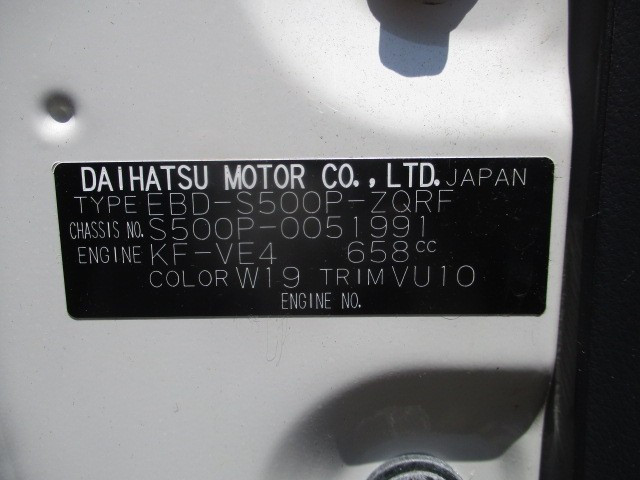 DAIHATSU MOTOR CO.,LTD. JAPAN
TYPE EBD-S500P-ZQRF
CHASSIS NO. S500P-0051991
ENGINE KF-VE4 658cc
COLOR W19 TRIM VU10
ENGINE NO.